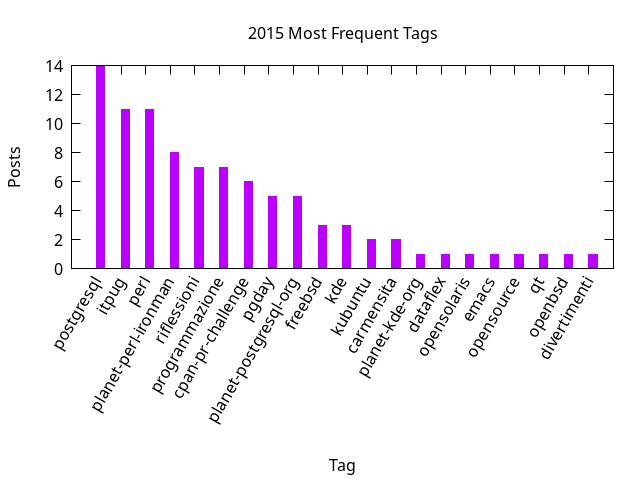 2015 Most Frequent Tags
Posts
14
12
10
8
6
4
2
0
postgresql
itpug
perl
planet-perl-ironman
riflessioni
programmazione
cpan-pr-challenge
pgday
planet-postgresql-org
freebsd
kde
kubuntu
carmensita
planet-kde-org
dataflex
opensolaris
emacs
opensource
qt
openbsd
divertimenti
Tag